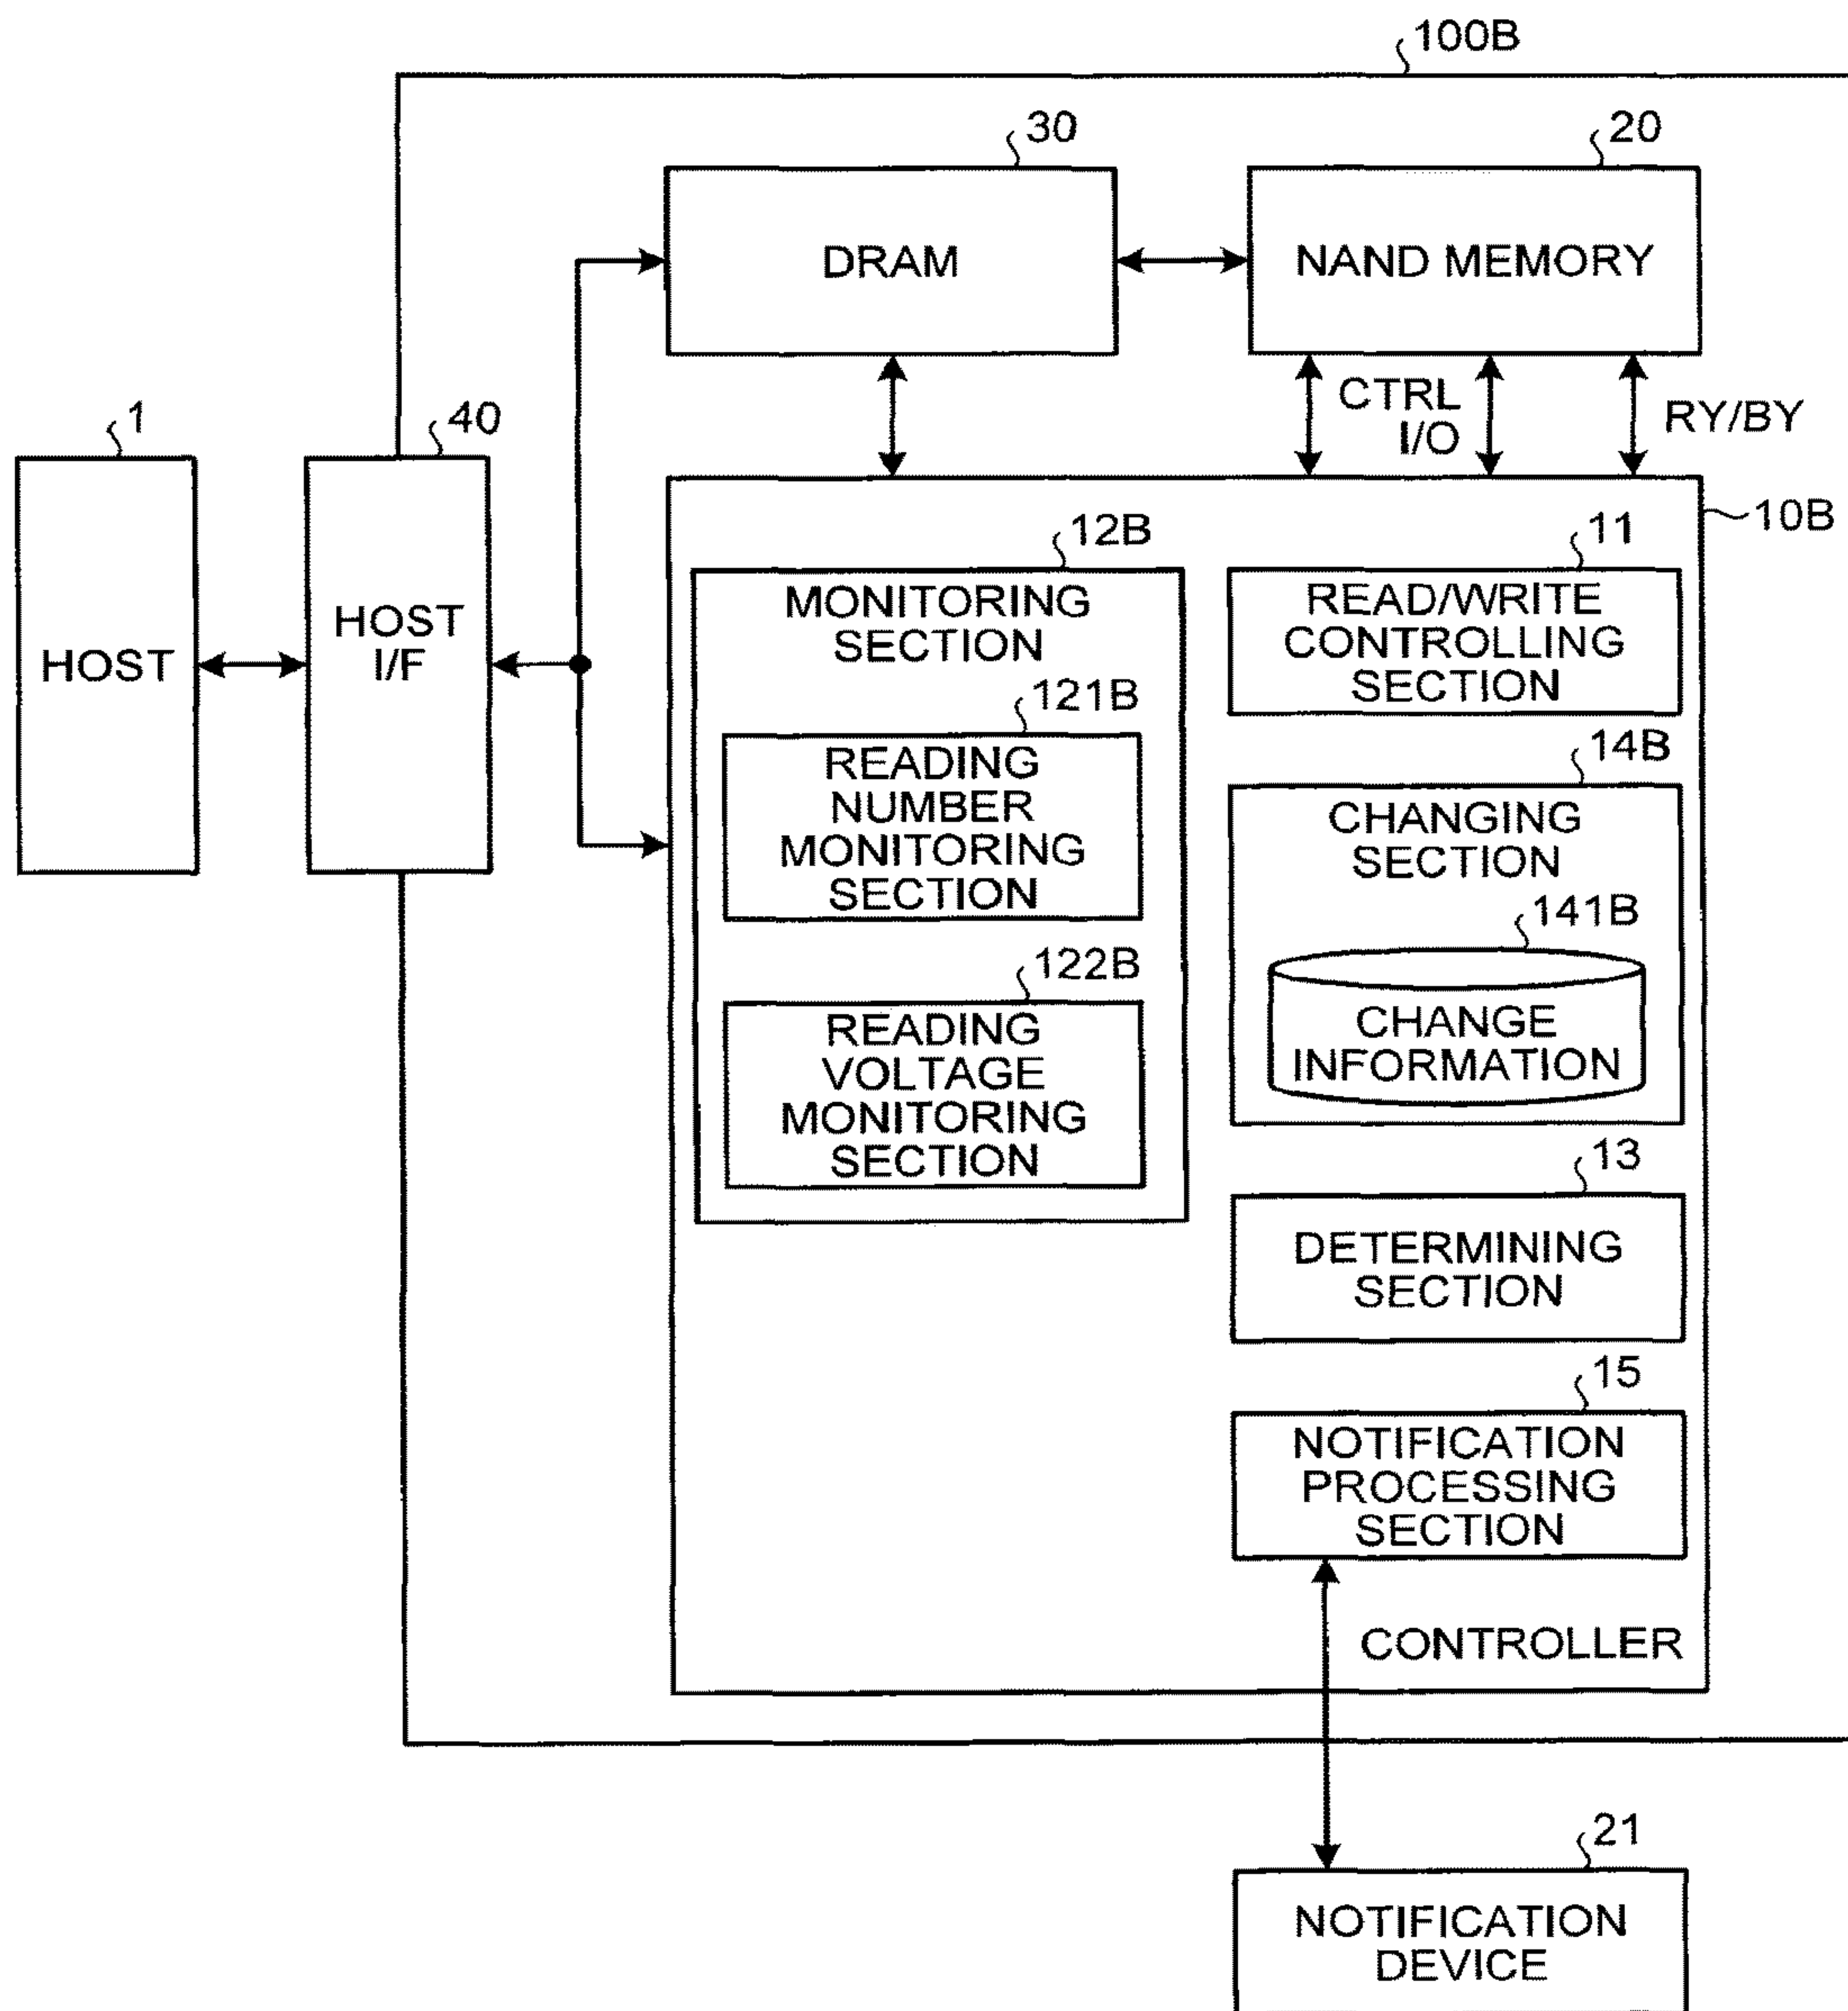 100B
30
20
DRAM
NAND MEMORY
CTRL
I/O
RY/BY
1
40
HOST
HOST
I/F
10B
12B
MONITORING
SECTION
121B
READING
NUMBER
MONITORING
SECTION
122B
READING
VOLTAGE
MONITORING
SECTION
11
READ/WRITE
CONTROLLING
SECTION
14B
CHANGING
SECTION
141B
CHANGE
INFORMATION
13
DETERMINING
SECTION
15
NOTIFICATION
PROCESSING
SECTION
CONTROLLER
21
NOTIFICATION
DEVICE